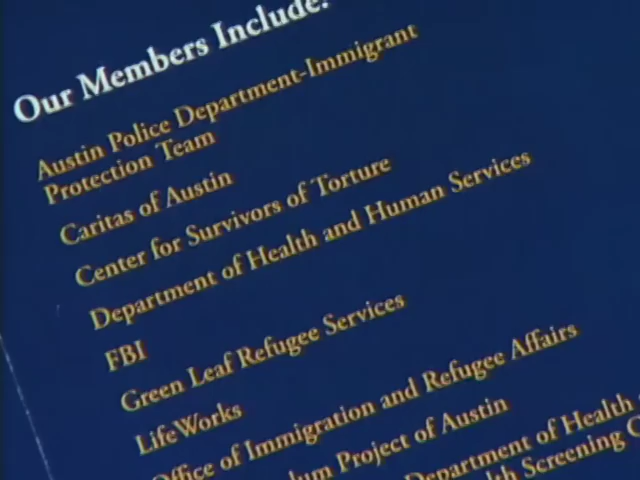 Our Members Include:
Austin Police Department-Immigrant
Protection Team
Caritas of Austin
Center for Survivors of Torture
Department of Health and Human Services
FBI
Green Leaf Refugee Services
LifeWorks
Office of Immigration and Refugee Affairs
Project of Austin
Department of Health
Screening